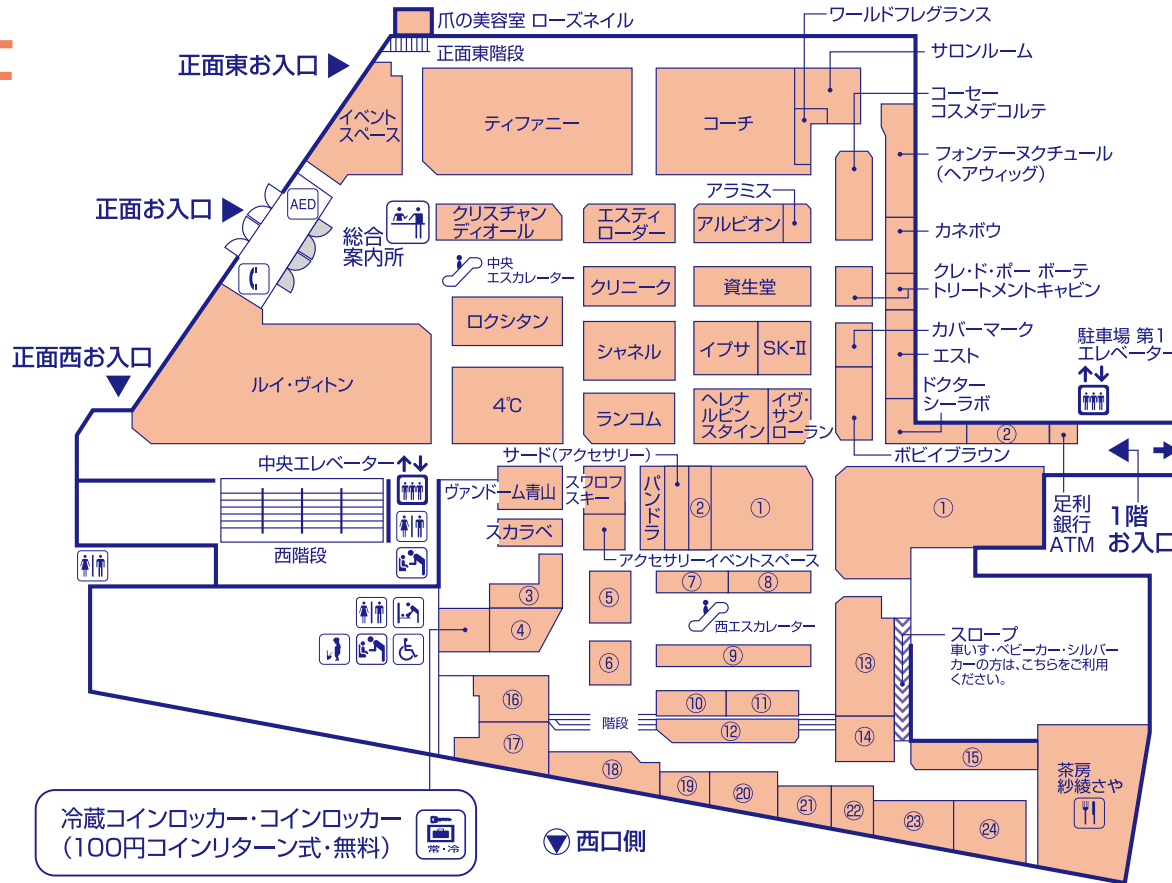 爪の美容室 ローズネイル
正面東階段
ワールドフレグランス
サロンルーム
正面東お入口
コーセー
コスメデコルテ
イベント
スペース
ティファニー
コーチ
フォンテーヌクチュール
(ヘアウィッグ)
アラミス
正面お入口
AED
総合
案内所
クリスチャン
ディオール
エスティ
ローダー
アルビオン
カネボウ
中央
エスカレーター
クリニーク
資生堂
クレ・ド・ポー ボーテ
トリートメントキャビン
ロクシタン
シャネル
イプサ
SK-II
カバーマーク
エスト
駐車場 第1
エレベーター
正面西お入口
ルイ・ヴィトン
4℃
ランコム
ヘレナ
ルビン
スタイン
イヴ・
サン
ローラン
ドクター
シーラボ
②
ボビイブラウン
中央エレベーター
サード(アクセサリー)
ヴァンドーム青山
スワロフ
スキー
パンドラ
②
①
①
足利
銀行
ATM
1階
お入口
西階段
スカラベ
アクセサリーイベントスペース
③
④
⑤
⑥
⑦
⑧
西エスカレーター
⑨
⑩
⑪
⑫
⑬
⑭
スロープ
車いす・ベビーカー・シルバー
カーの方は、こちらをご利用
ください。
⑮
⑯
⑰
階段
⑱
⑲
⑳
㉑
㉒
㉓
㉔
茶房
紗綾さや
冷蔵コインロッカー・コインロッカー
(100円コインリターン式・無料)
常・冷
西口側